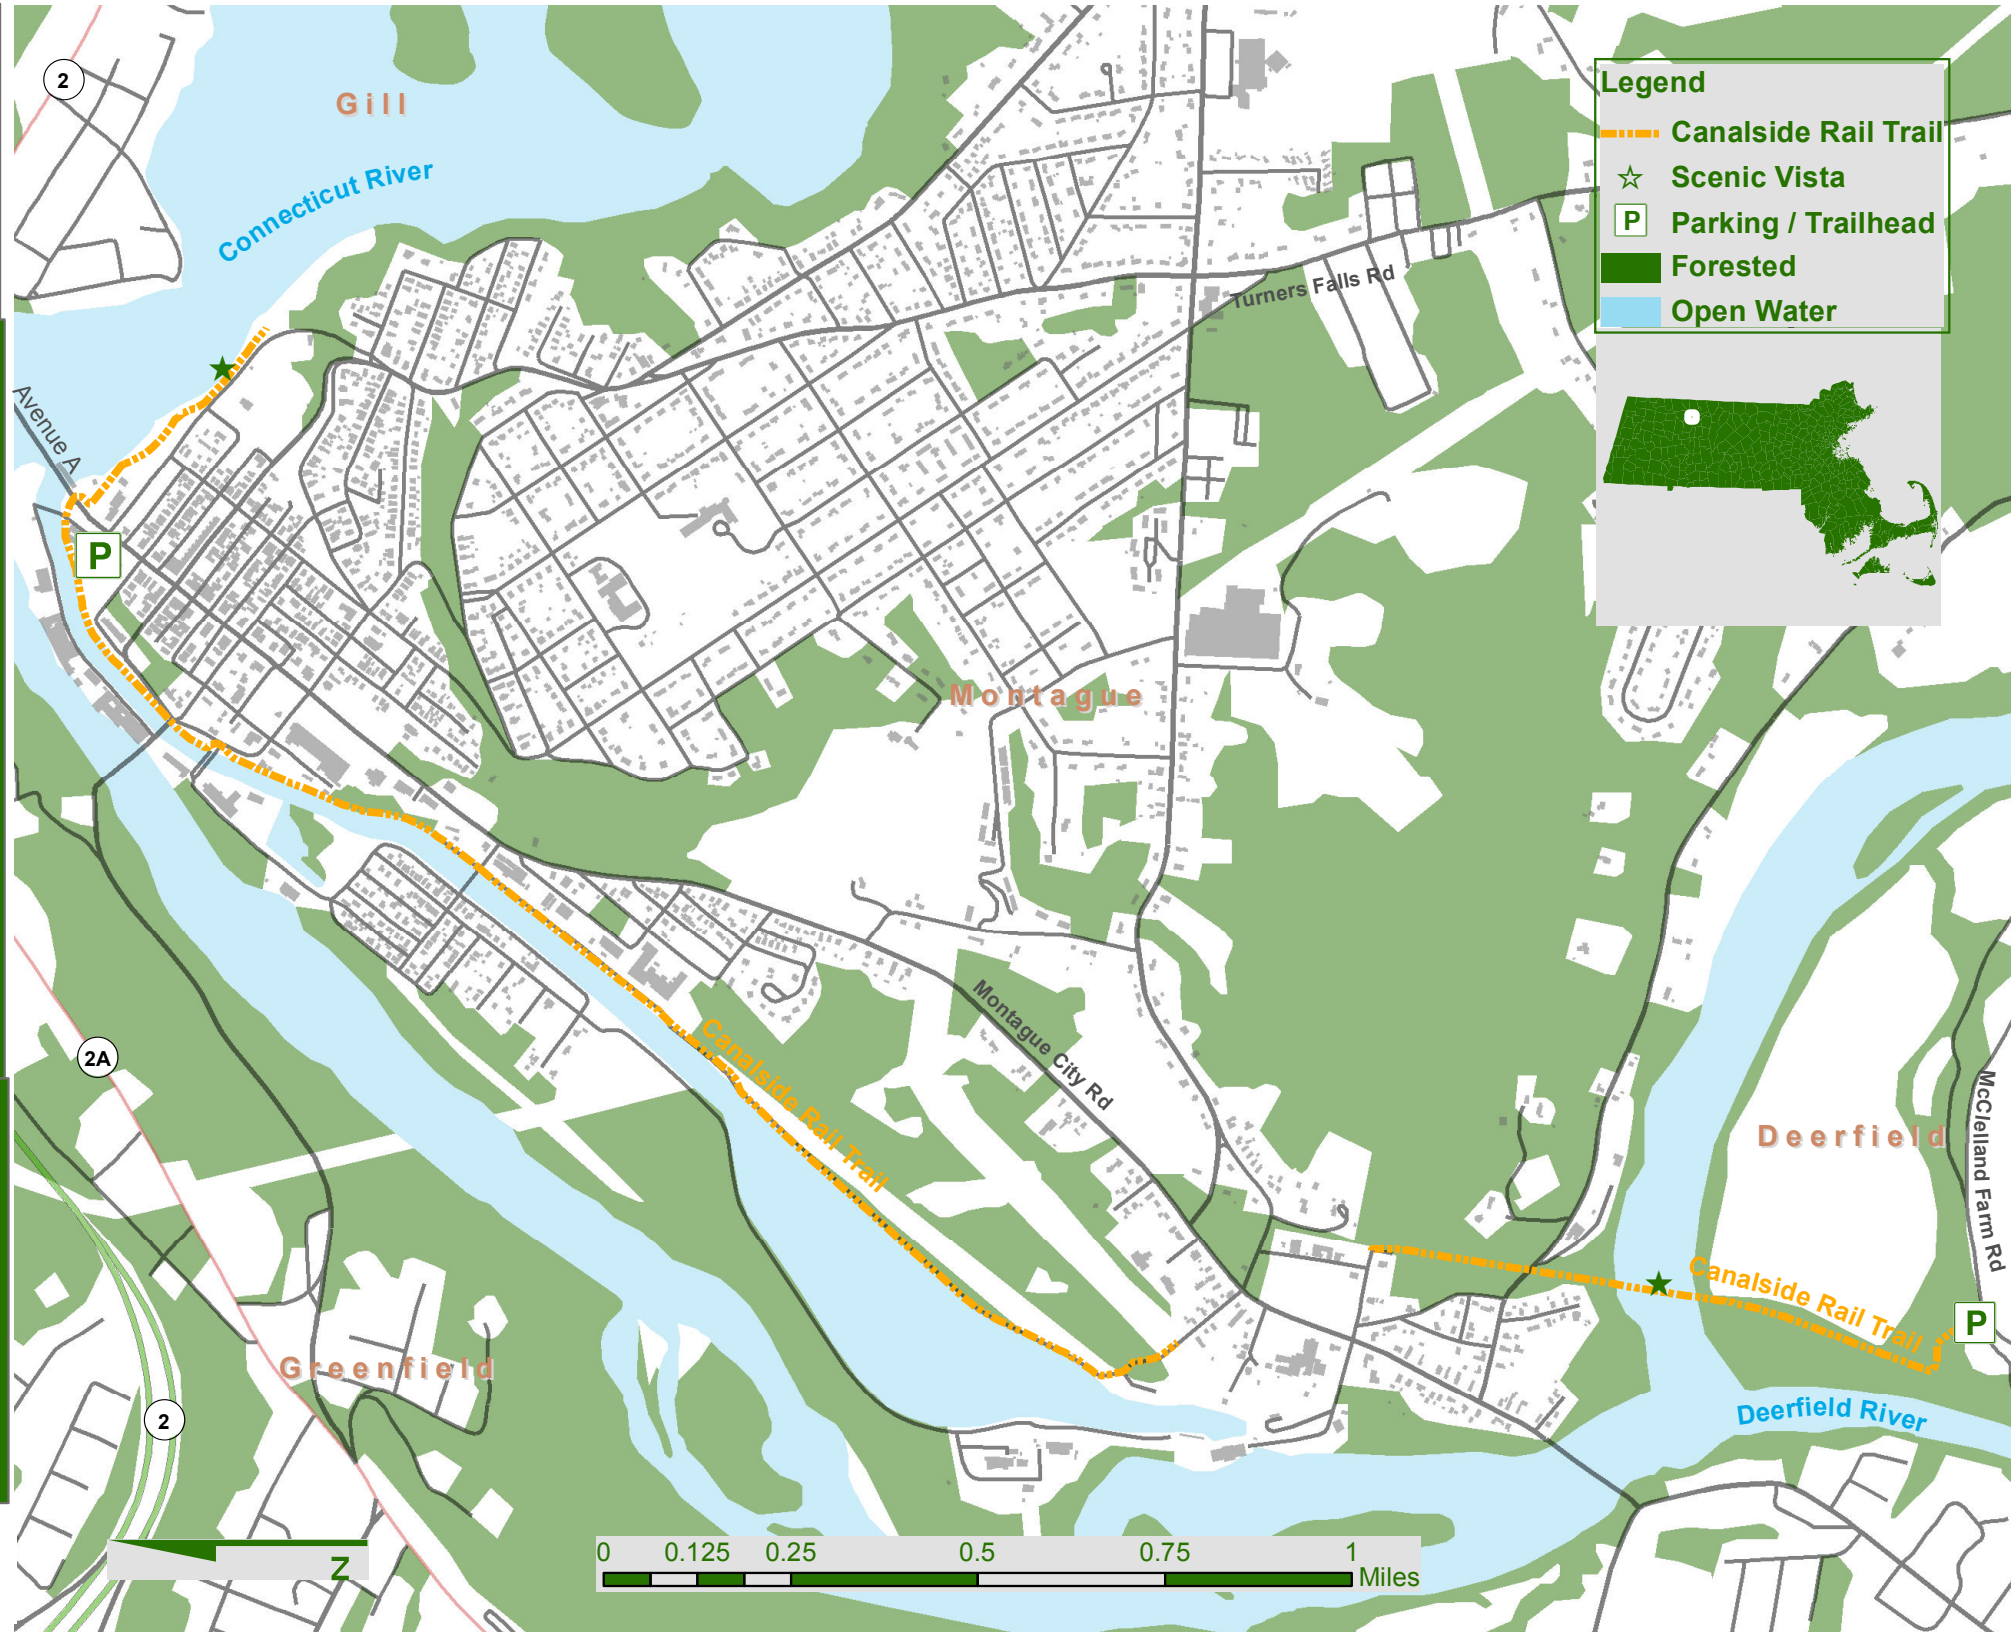 2
Gill
Connecticut River
Legend
Canalside Rail Trail
Scenic Vista
P Parking / Trailhead
Forested
Open Water
Turners Falls Rd
Avenue A
P
Montague
Montague City Rd
2A
Canalside Rail Trail
McClelland Farm Rd
Deerfield
Canalside Rail Trail
P
Greenfield
2
Deerfield River
Z
0 0.125 0.25 0.5 0.75 1
Miles